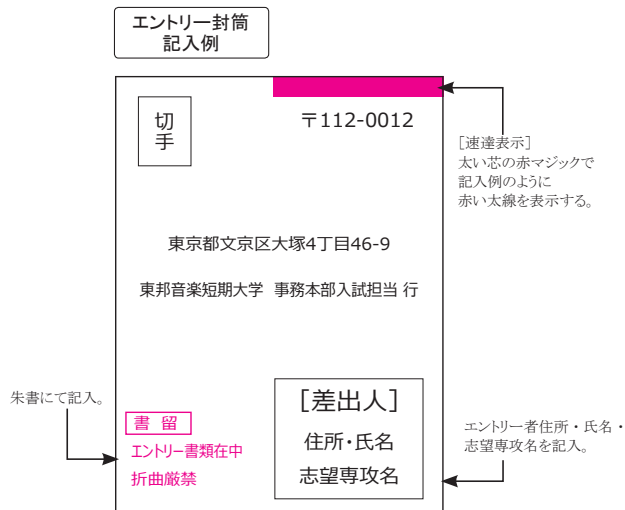 エントリー封筒
記入例
切手
〒112-0012
[速達表示]
太い芯の赤マジックで
記入例のように
赤い太線を表示する。
東京都文京区大塚4丁目46-9
東邦音楽短期大学 事務本部入試担当 行
朱書にて記入。
書 留
エントリー書類在中
折曲厳禁
[差出人]
住所・氏名
志望専攻名
エントリー者住所・氏名・
志望専攻名を記入。